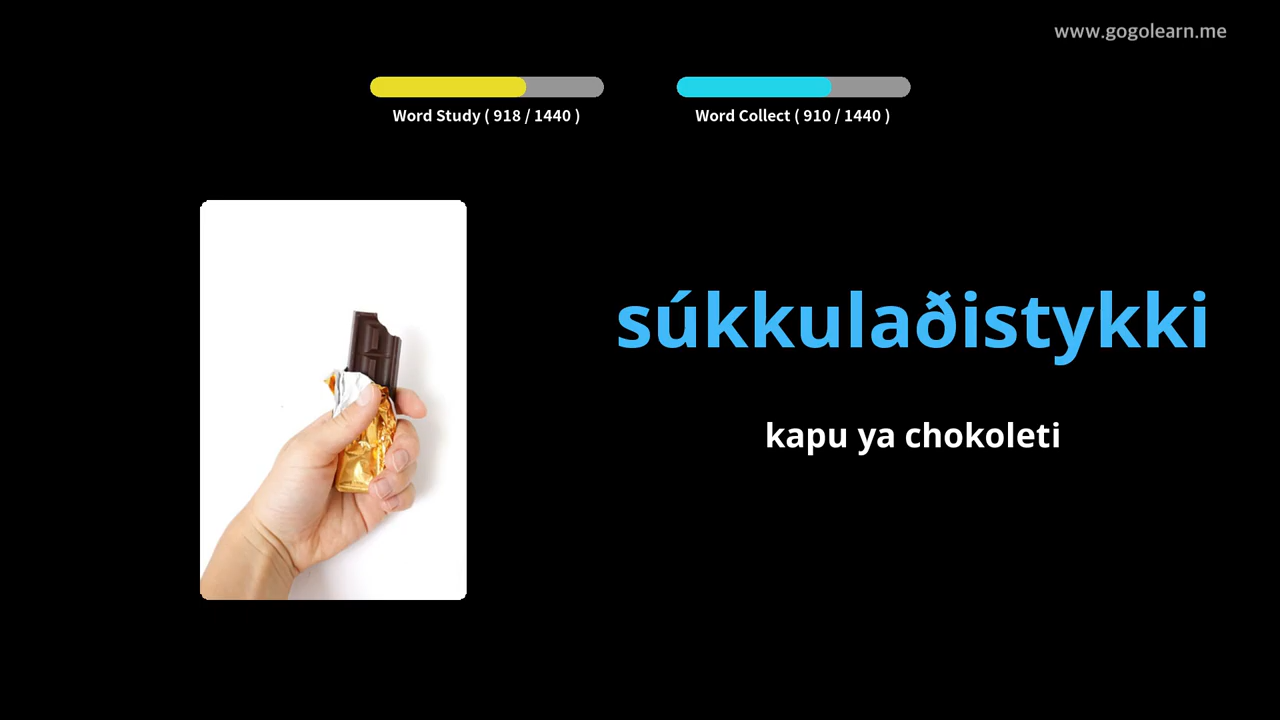 www.gogolearn.me
Word Study ( 918 / 1440 )
Word Collect ( 910 / 1440 )
súkkulaðistykki
kapu ya chokoleti